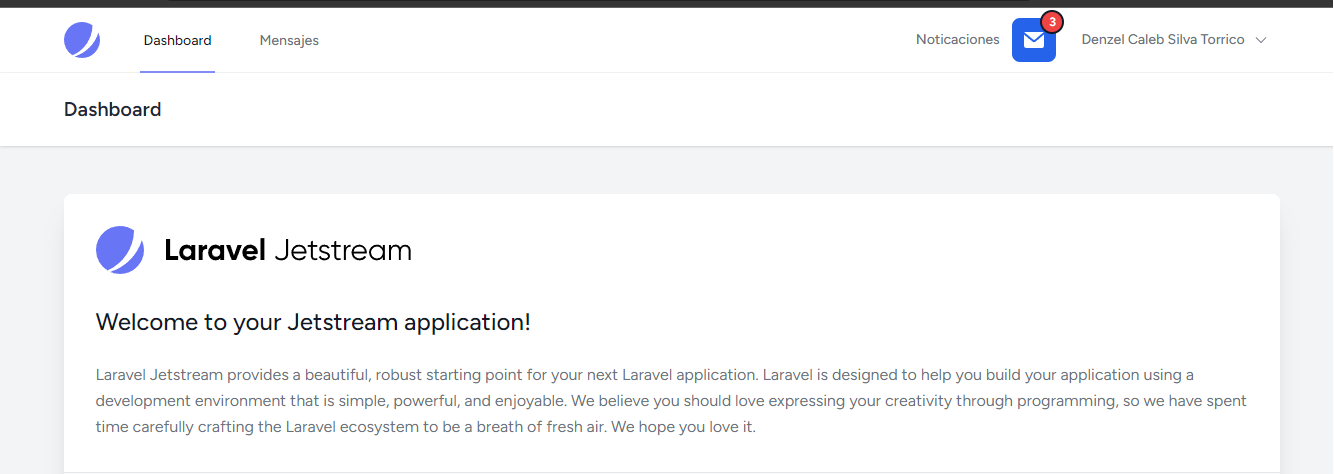 Dashboard
Mensajes
Noticaciones
3
Denzel Caleb Silva Torrico
Dashboard
Laravel Jetstream
Welcome to your Jetstream application!
Laravel Jetstream provides a beautiful, robust starting point for your next Laravel application. Laravel is designed to help you build your application using a
development environment that is simple, powerful, and enjoyable. We believe you should love expressing your creativity through programming, so we have spent
time carefully crafting the Laravel ecosystem to be a breath of fresh air. We hope you love it.